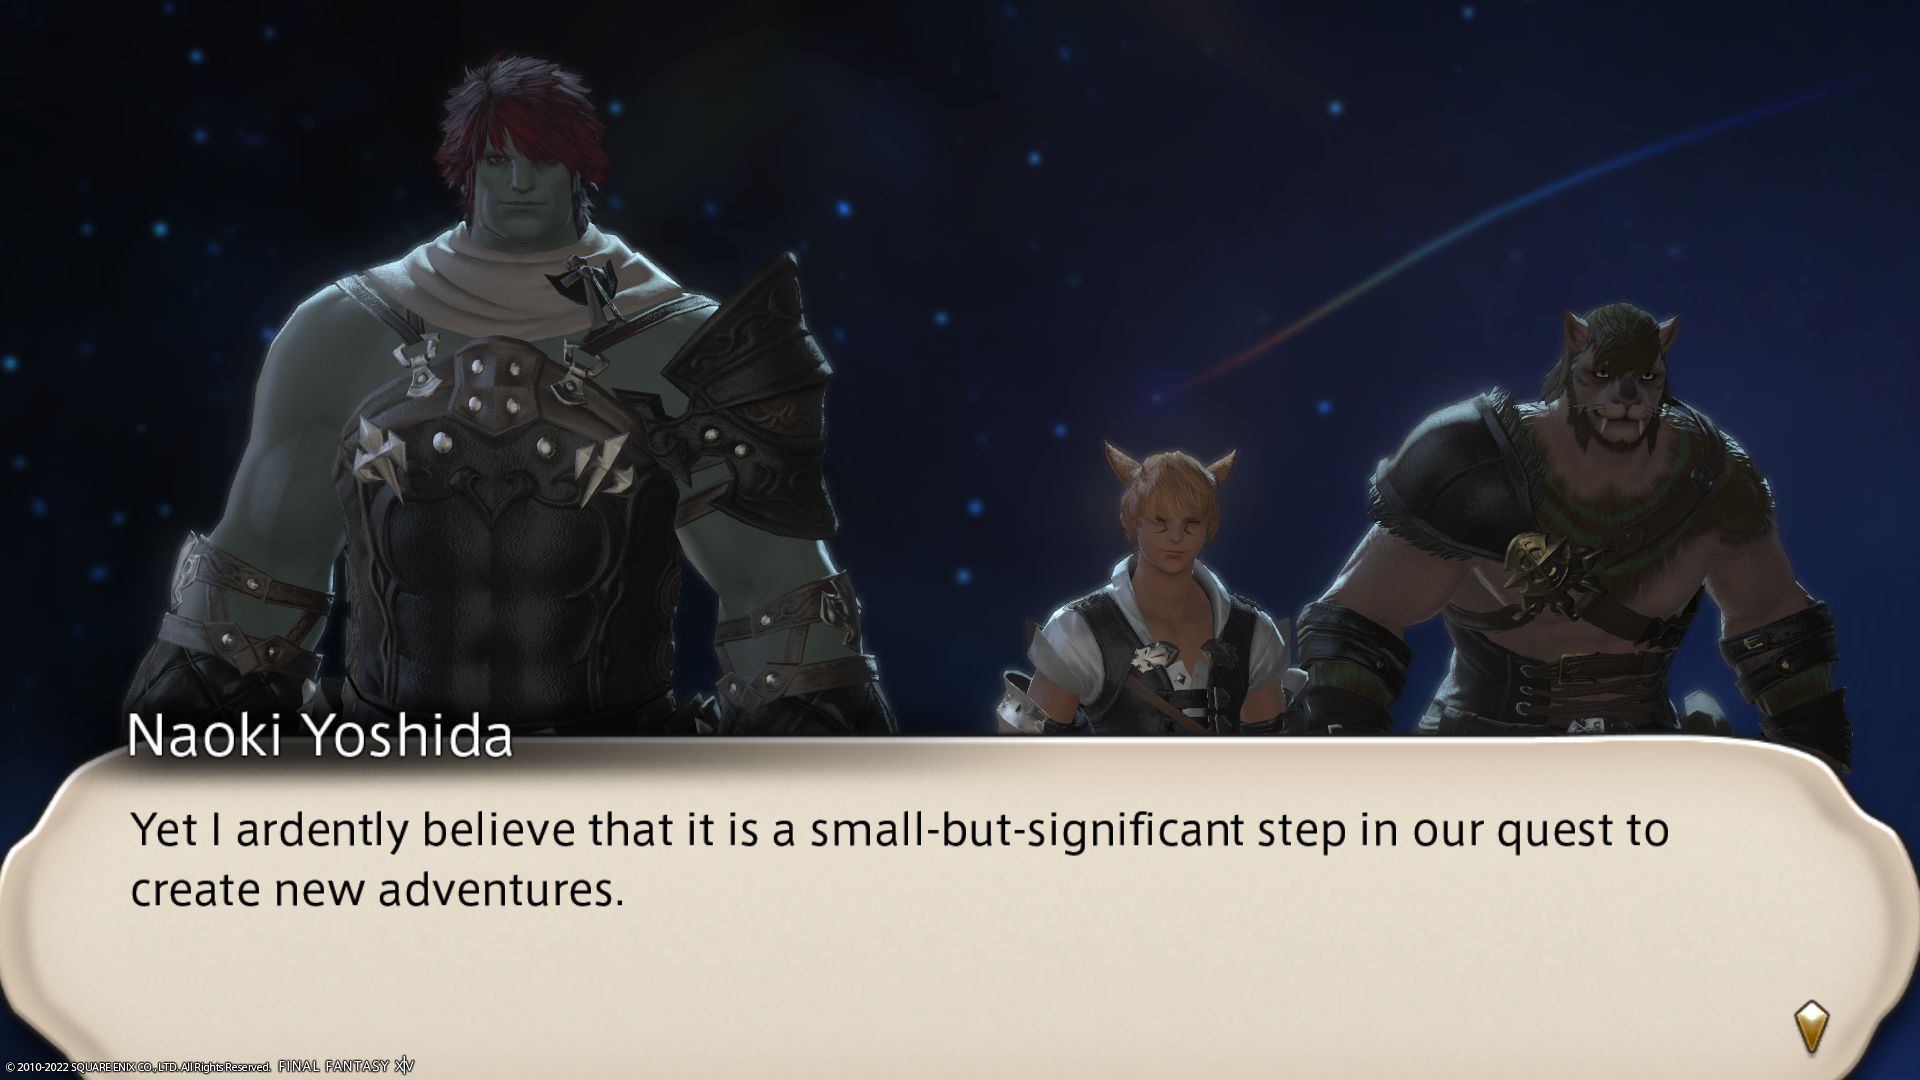 Naoki Yoshida
Yet I ardently believe that it is a small-but-significant step in our quest to
create new adventures.
© 2010-2022 SQUARE ENIX CO., LTD. All Rights Reserved. FINAL FANTASY XIV